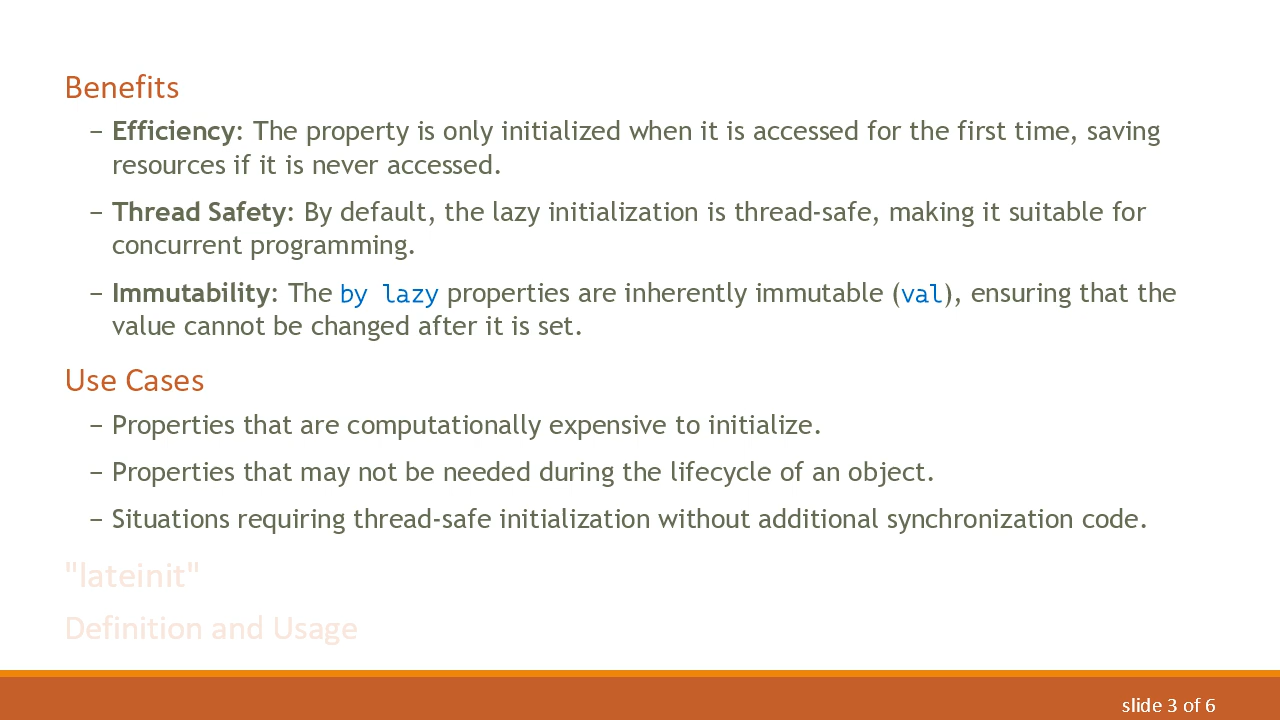 Benefits
– Efficiency: The property is only initialized when it is accessed for the first time, saving
resources if it is never accessed.
– Thread Safety: By default, the lazy initialization is thread-safe, making it suitable for
concurrent programming.
– Immutability: The by lazy properties are inherently immutable (val), ensuring that the
value cannot be changed after it is set.
Use Cases
– Properties that are computationally expensive to initialize.
– Properties that may not be needed during the lifecycle of an object.
– Situations requiring thread-safe initialization without additional synchronization code.
"lateinit"
Definition and Usage
slide 3 of 6